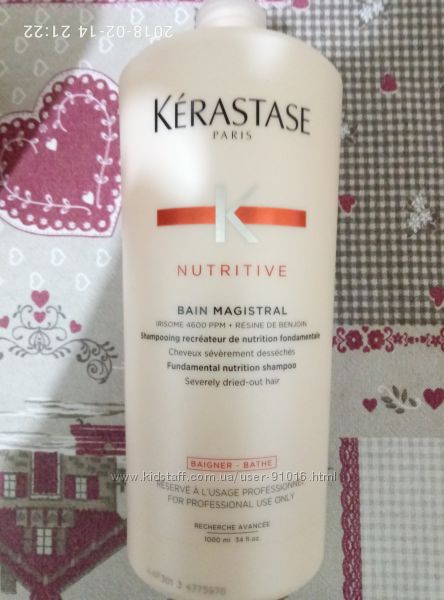 2018-02-14 21:22
KÉRASTASE
PARIS
K
NUTRITIVE
BAIN MAGISTRAL
IRISOME 4600 PPM + RÉSINE DE BENJOIN
Shampooing recréateur de nutrition fondamentale
Cheveux sévèrement desséchés
Fundamental nutrition shampoo
Severely dried-out hair
BAIGNER - BATHE
www.kidstaff.com.ua/user-91016.html
RÉSERVÉ À L'USAGE PROFESSIONNEL
FOR PROFESSIONAL USE ONLY
RECHERCHE AVANCÉE
1000 ml 34 fl.oz